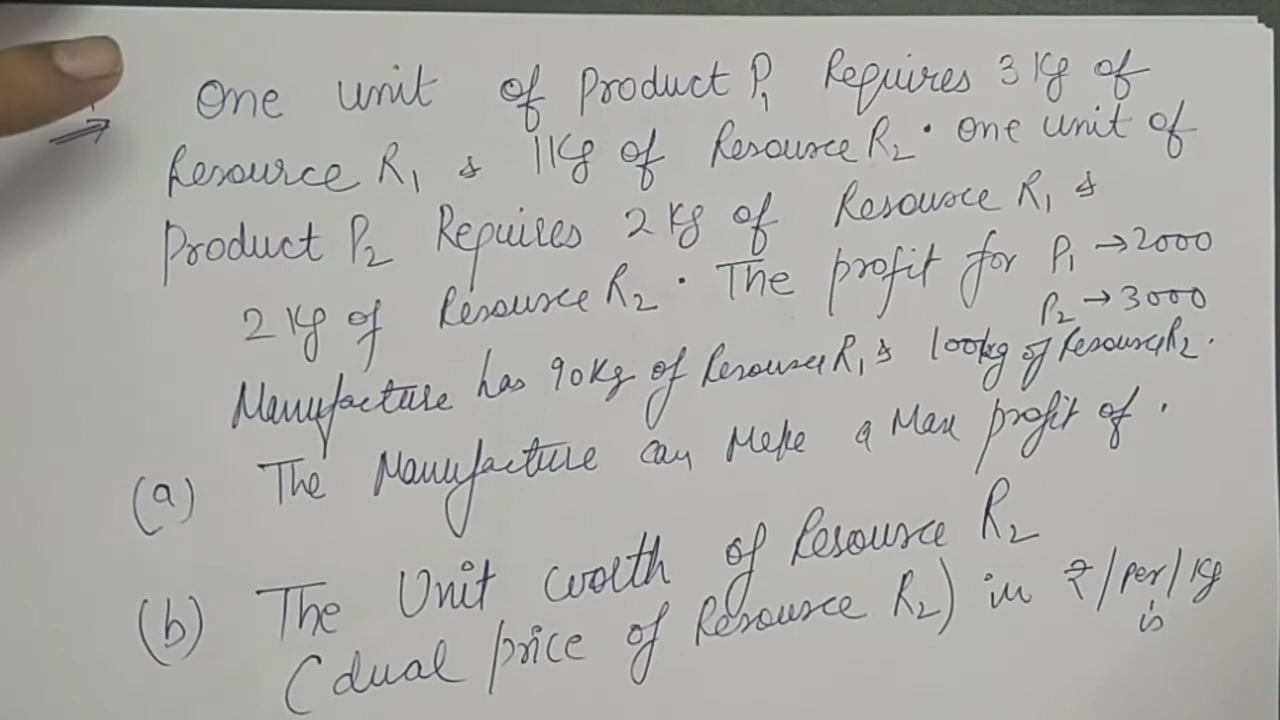 One unit of Product P1 Requires 3 Kg of
Resource R1 & 1 Kg of Resource R2. One unit of
Product P2 Requires 2 Kg of Resource R1 &
2 Kg of Resource R2. The profit for P1 → 2000
P2 → 3000
Manufacture has 90 Kg of Resource R1 & 100 kg of Resource R2.
(a) The Manufacture can Make a Max profit of .
(b) The Unit worth of Resource R2
(dual price of Resource R2) in ₹/per/Kg
is